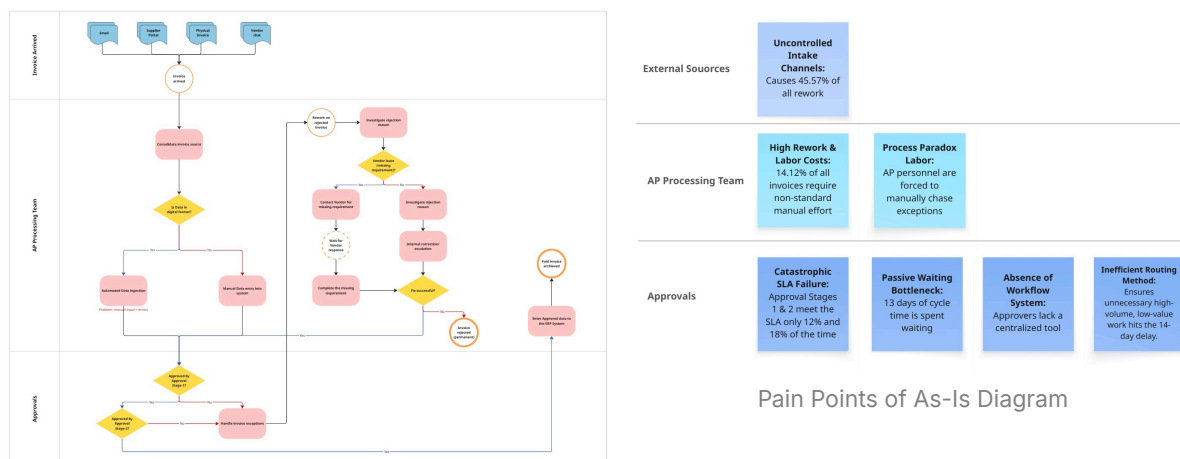 Invoice Arrived
Email
Supplier
Portal
Physical
Invoice
Vendor
Invoice
arrived
AP Processing Team
Consolidate invoice source
Is Data in
digital format?
Yes
No
Automated Data Ingestion
Manual Data entry into
system
Problem: manual input = errors
Rework on
rejected
invoice
Investigate rejection
reason
Vendor issue
(missing
requirement)?
Yes
No
Contact Vendor for
missing requirement
Investigate rejection
reason
Wait for
Vendor
response
Internal correction/
escalation
Complete the missing
requirement
Fix successful?
No
Yes
Invoice
rejected
(permanent)
Paid invoice
archieved
Enter Approved data to
the ERP System
Approvals
Approved by
Approval
Stage-1?
Yes
No
Approved by
Approval
Stage-2?
No
Handle invoice exceptions
Yes
External Souorces
Uncontrolled
Intake
Channels:
Causes 45.57% of
all rework
AP Processing Team
High Rework &
Labor Costs:
14.12% of all
invoices require
non-standard
manual effort
Process Paradox
Labor:
AP personnel are
forced to
manually chase
exceptions
Approvals
Catastrophic
SLA Failure:
Approval Stages
1 & 2 meet the
SLA only 12% and
18% of the time
Passive Waiting
Bottleneck:
13 days of cycle
time is spent
waiting
Absence of
Workflow
System:
Approvers lack a
centralized tool
Inefficient Routing
Method:
Ensures
unnecessary high-
volume, low-value
work hits the 14-
day delay.
Pain Points of As-Is Diagram